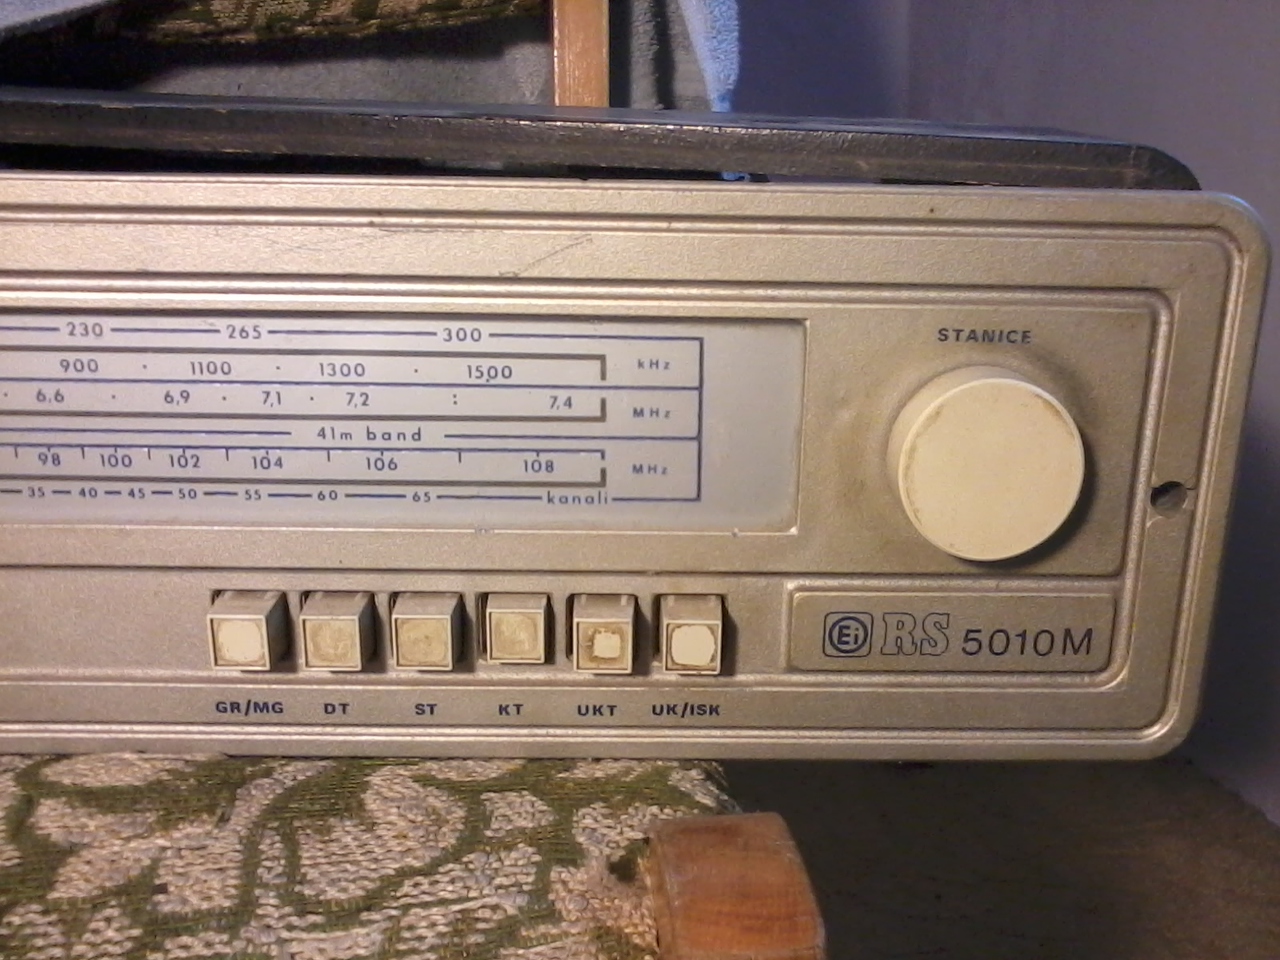 230 265 300
900 · 1100 · 1300 · 1500 kHz
· 6,6 · 6,9 · 7,1 · 7,2 : 7,4 MHz
41m band
98 100 102 104 106 108 MHz
35 40 45 50 55 60 65 kanali
STANICE
Ei RS 5010M
GR/MG DT ST KT UKT UK/ISK